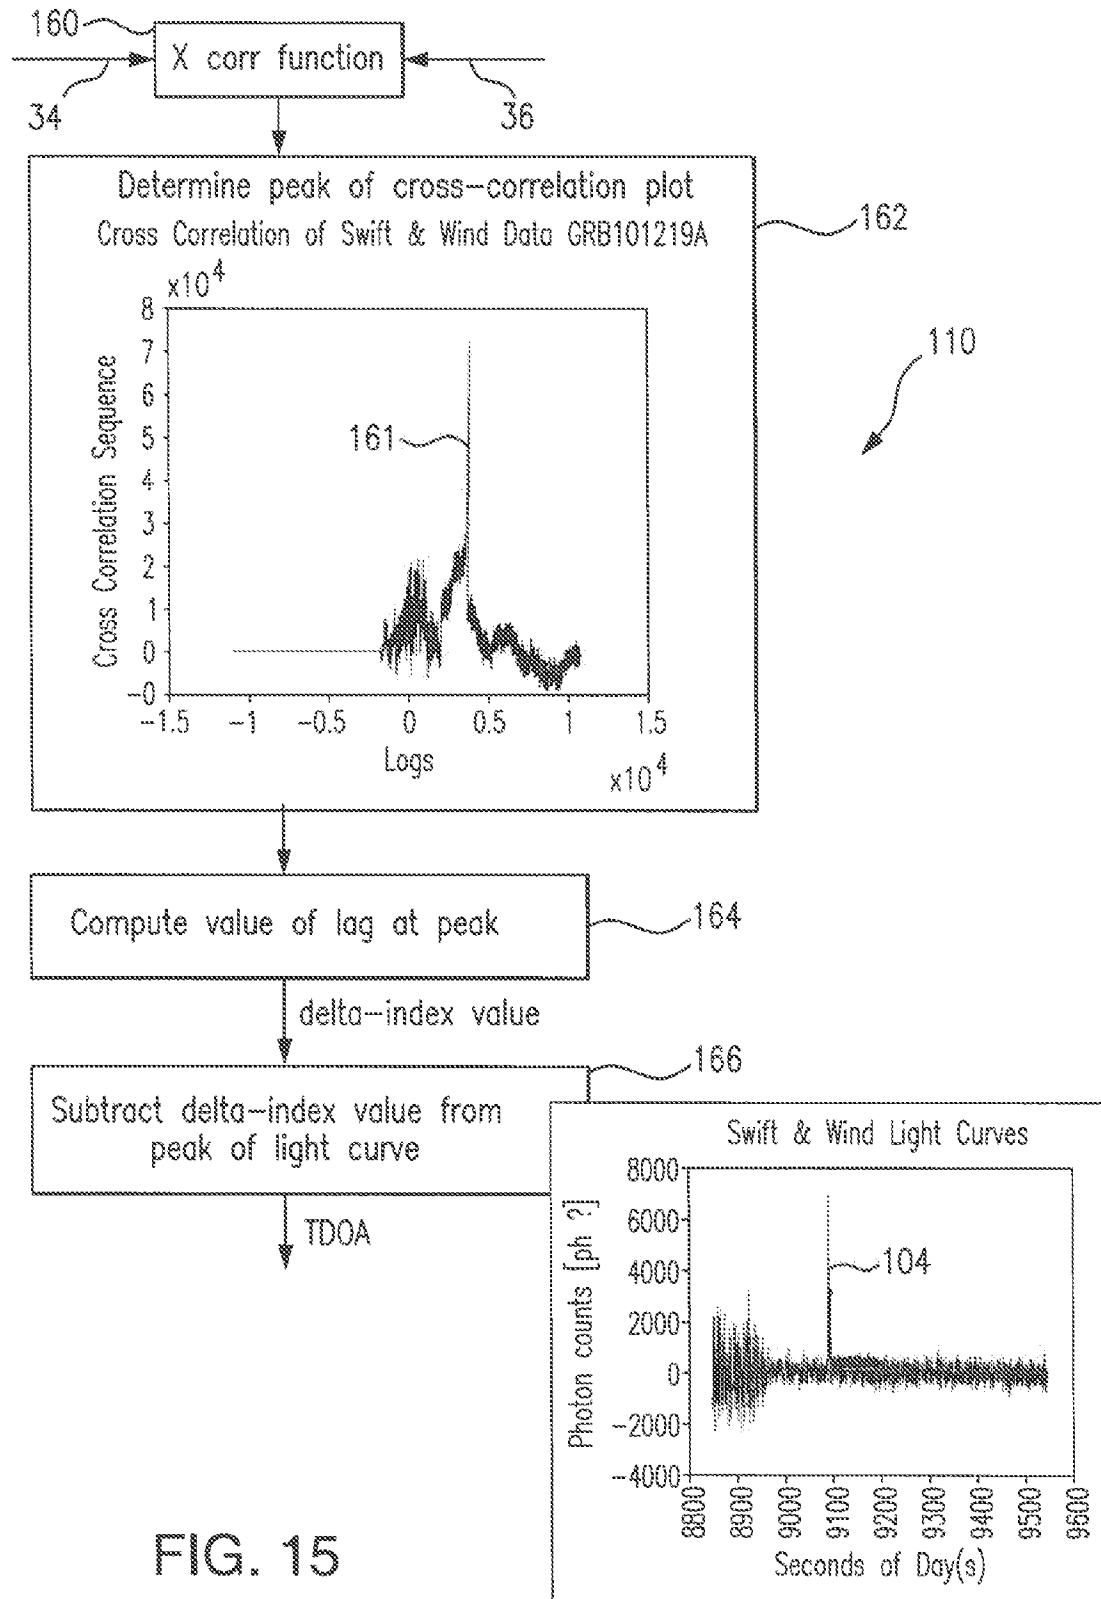 160
X corr function
34
36
Determine peak of cross-correlation plot
Cross Correlation of Swift & Wind Data GRB101219A
162
x10^4
8
7
6
5
4
3
2
1
0
-0
Cross Correlation Sequence
161
110
-1.5 -1 -0.5 0 0.5 1 1.5
Logs
x10^4
Compute value of lag at peak
164
delta-index value
166
Subtract delta-index value from
peak of light curve
TDOA
Swift & Wind Light Curves
8000
6000
4000
2000
0
-2000
-4000
Photon counts [ph ?]
104
8800 8900 9000 9100 9200 9300 9400 9500 9600
Seconds of Day(s)
FIG. 15